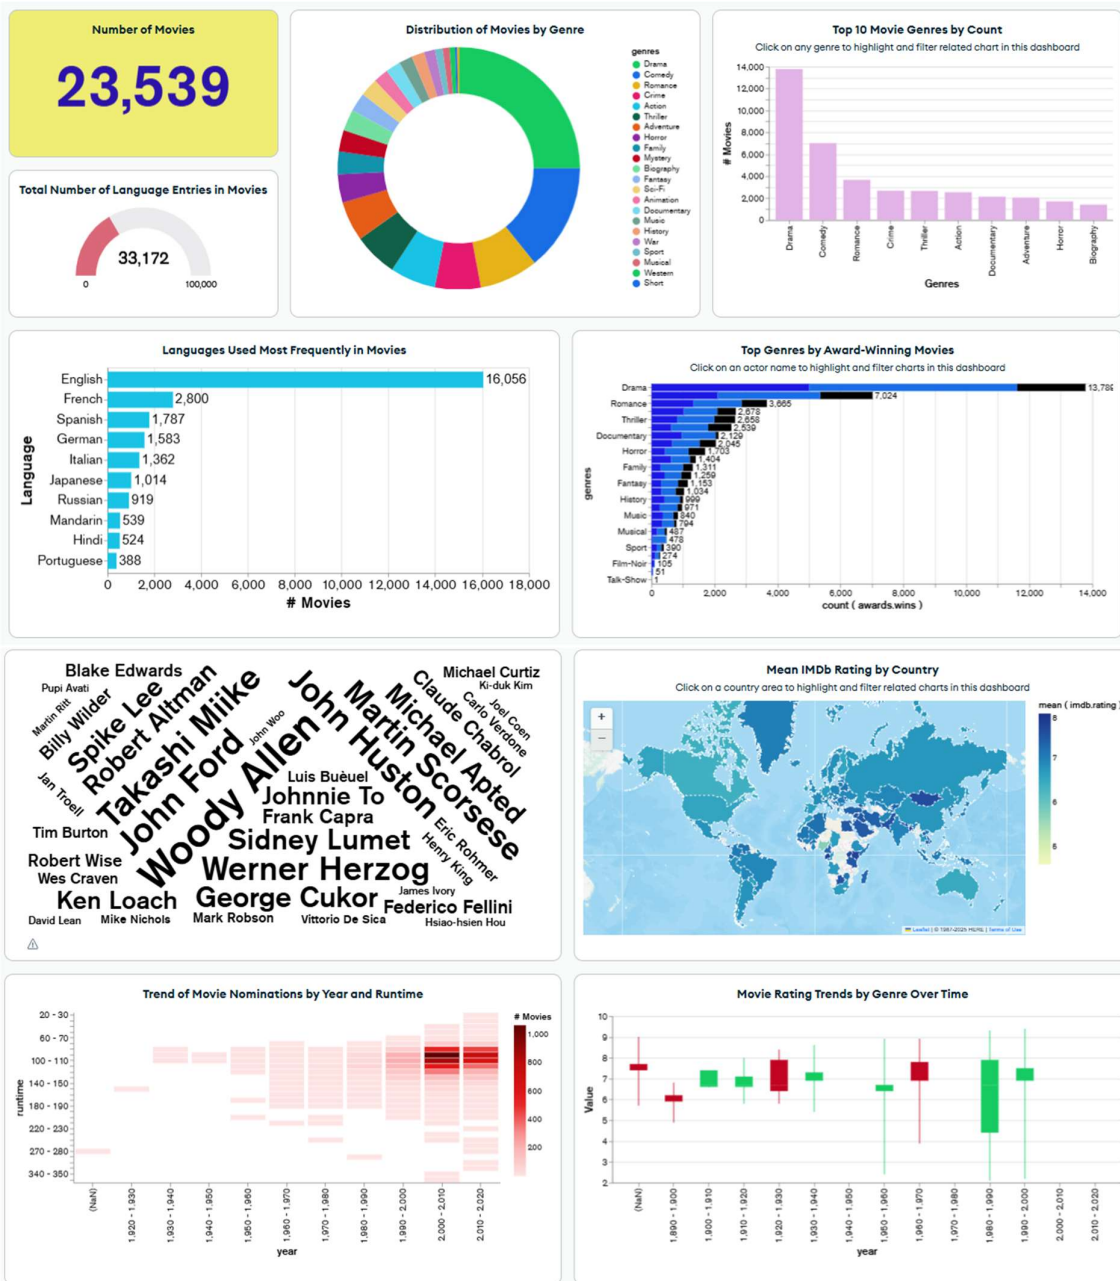 Number of Movies
23,539
Total Number of Language Entries in Movies
33,172
0
100,000
Distribution of Movies by Genre
genres
Drama
Comedy
Romance
Crime
Action
Thriller
Adventure
Horror
Family
Mystery
Biography
Fantasy
Sci-Fi
Animation
Documentary
Music
History
War
Sport
Musical
Western
Short
Top 10 Movie Genres by Count
Click on any genre to highlight and filter related chart in this dashboard
# Movies
14,000
12,000
10,000
8,000
6,000
4,000
2,000
0
Drama
Comedy
Romance
Crime
Thriller
Action
Documentary
Adventure
Horror
Biography
Genres
Languages Used Most Frequently in Movies
Language
English 16,056
French 2,800
Spanish 1,787
German 1,583
Italian 1,362
Japanese 1,014
Russian 919
Mandarin 539
Hindi 524
Portuguese 388
0 2,000 4,000 6,000 8,000 10,000 12,000 14,000 16,000 18,000
# Movies
Top Genres by Award-Winning Movies
Click on an actor name to highlight and filter charts in this dashboard
genres
Drama 13,789
7,024
Romance 3,665
2,678
Thriller 2,658
2,539
Documentary 2,129
2,045
Horror 1,703
1,404
Family 1,311
1,259
Fantasy 1,153
1,034
History 999
971
Music 840
794
Musical 487
478
Sport 390
274
Film-Noir 105
51
Talk-Show 1
0 2,000 4,000 6,000 8,000 10,000 12,000 14,000
count ( awards.wins )
Blake Edwards
Pupi Avati
Martin Ritt
Billy Wilder
Spike Lee
Robert Altman
Takashi Miike
John Ford
John Woo
Woody Allen
John Huston
Martin Scorsese
Michael Apted
Claude Chabrol
Michael Curtiz
Ki-duk Kim
Joel Coen
Carlo Verdone
Jan Troell
Luis Buèuel
Johnnie To
Frank Capra
Tim Burton
Sidney Lumet
Eric Rohmer
Henry King
Robert Wise
Wes Craven
Werner Herzog
Ken Loach
George Cukor
James Ivory
Federico Fellini
David Lean
Mike Nichols
Mark Robson
Vittorio De Sica
Hsiao-hsien Hou
Mean IMDb Rating by Country
Click on a country area to highlight and filter related charts in this dashboard
mean ( imdb.rating )
8
7
6
5
+
−
Leaflet | © 1987-2025 HERE | Terms of Use
Trend of Movie Nominations by Year and Runtime
runtime
20 - 30
60 - 70
100 - 110
140 - 150
180 - 190
220 - 230
270 - 280
340 - 350
(NaN)
1,920 - 1,930
1,930 - 1,940
1,940 - 1,950
1,950 - 1,960
1,960 - 1,970
1,970 - 1,980
1,980 - 1,990
1,990 - 2,000
2,000 - 2,010
2,010 - 2,020
year
# Movies
1,000
800
600
400
200
Movie Rating Trends by Genre Over Time
Value
10
9
8
7
6
5
4
3
2
(NaN)
1,890 - 1,900
1,900 - 1,910
1,910 - 1,920
1,920 - 1,930
1,930 - 1,940
1,940 - 1,950
1,950 - 1,960
1,960 - 1,970
1,970 - 1,980
1,980 - 1,990
1,990 - 2,000
2,000 - 2,010
2,010 - 2,020
year